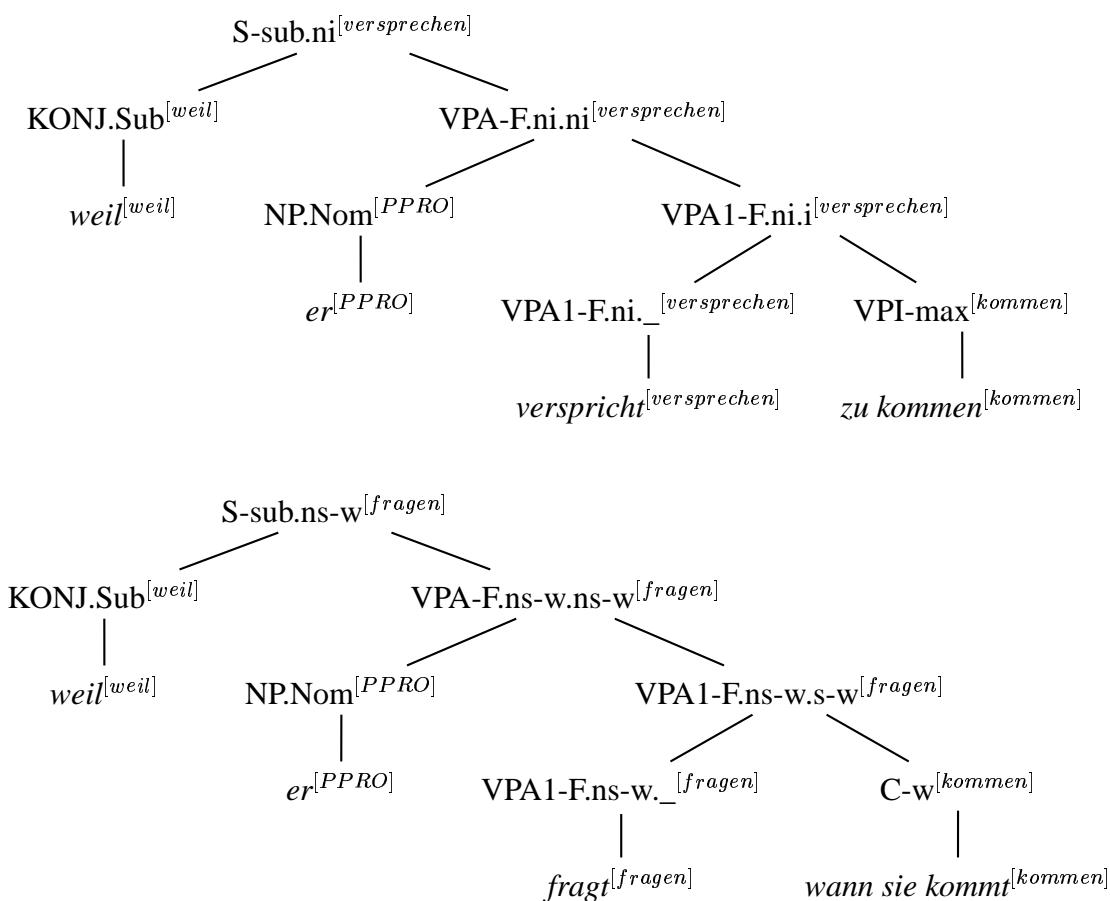 S-sub.ni[versprechen]
KONJ.Sub[weil] VPA-F.ni.ni[versprechen]
weil[weil] NP.Nom[PPRO] VPA1-F.ni.i[versprechen]
er[PPRO] VPA1-F.ni._[versprechen] VPI-max[kommen]
verspricht[versprechen] zu kommen[kommen]
S-sub.ns-w[fragen]
KONJ.Sub[weil] VPA-F.ns-w.ns-w[fragen]
weil[weil] NP.Nom[PPRO] VPA1-F.ns-w.s-w[fragen]
er[PPRO] VPA1-F.ns-w._[fragen] C-w[kommen]
fragt[fragen] wann sie kommt[kommen]